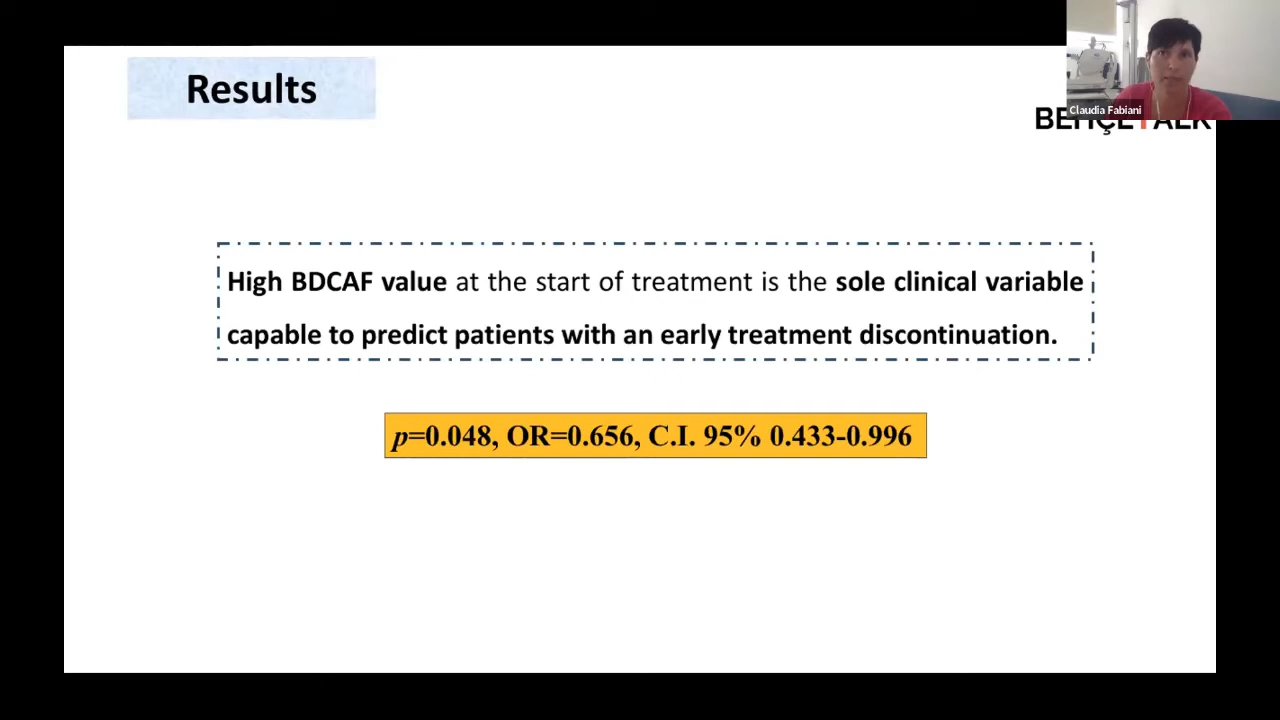 Results
Claudia Fabiani
High BDCAF value at the start of treatment is the sole clinical variable
capable to predict patients with an early treatment discontinuation.
p=0.048, OR=0.656, C.I. 95% 0.433-0.996